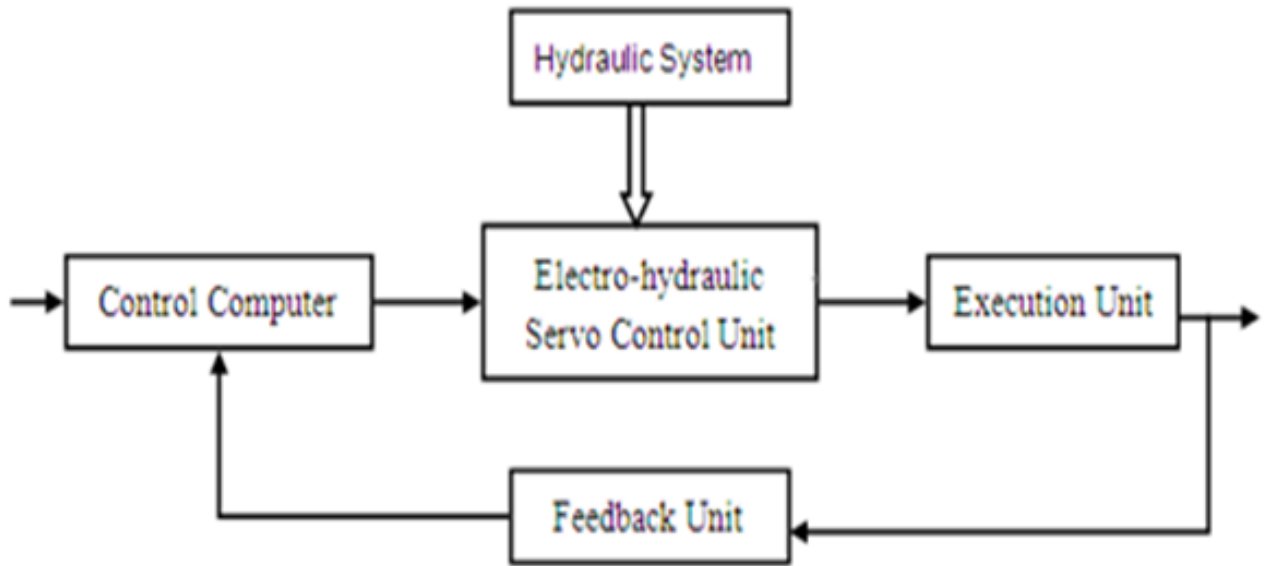 Hydraulic System
Control Computer
Electro-hydraulic
Servo Control Unit
Execution Unit
Feedback Unit